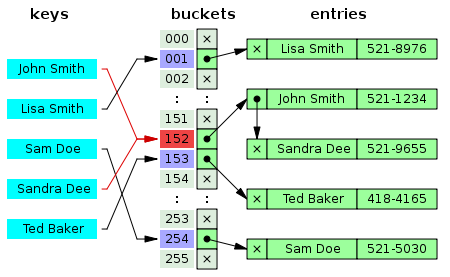 keys buckets entries
000 ×
001 × Lisa Smith 521-8976
John Smith
002 ×
: :
Lisa Smith
× John Smith 521-1234
151 ×
152
Sam Doe
× Sandra Dee 521-9655
153
154 ×
Sandra Dee
: :
× Ted Baker 418-4165
253 ×
Ted Baker
254 × Sam Doe 521-5030
255 ×